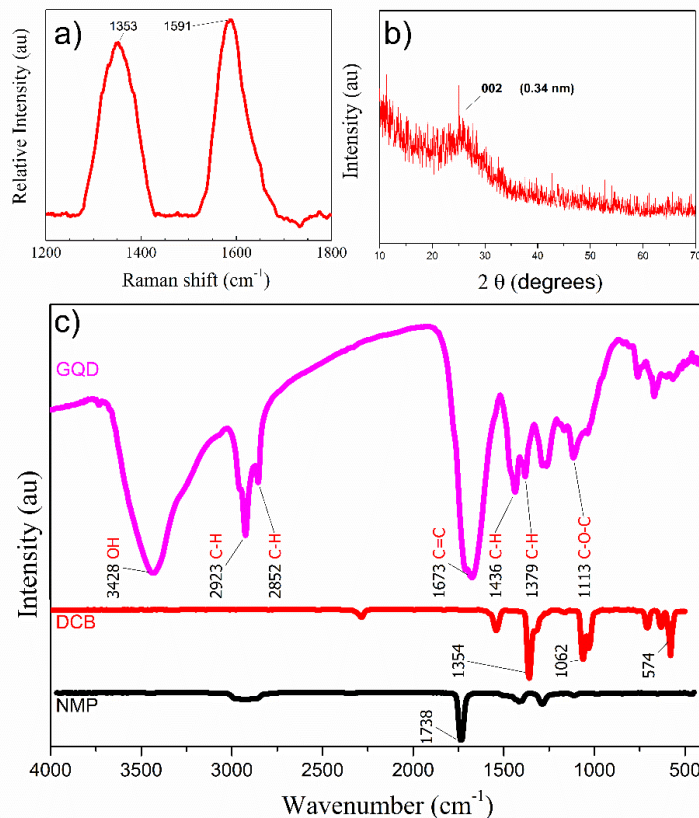 a)
1353
1591
Relative Intensity (au)
1200 1400 1600 1800
Raman shift (cm-1)
b)
002 (0.34 nm)
Intensity (au)
10 20 30 40 50 60 70
2 θ (degrees)
c)
GQD
3428 OH
2923 C-H
2852 C-H
1673 C=C
1436 C-H
1379 C-H
1113 C-O-C
DCB
1354
1062
574
NMP
1738
Intensity (au)
4000 3500 3000 2500 2000 1500 1000 500
Wavenumber (cm-1)